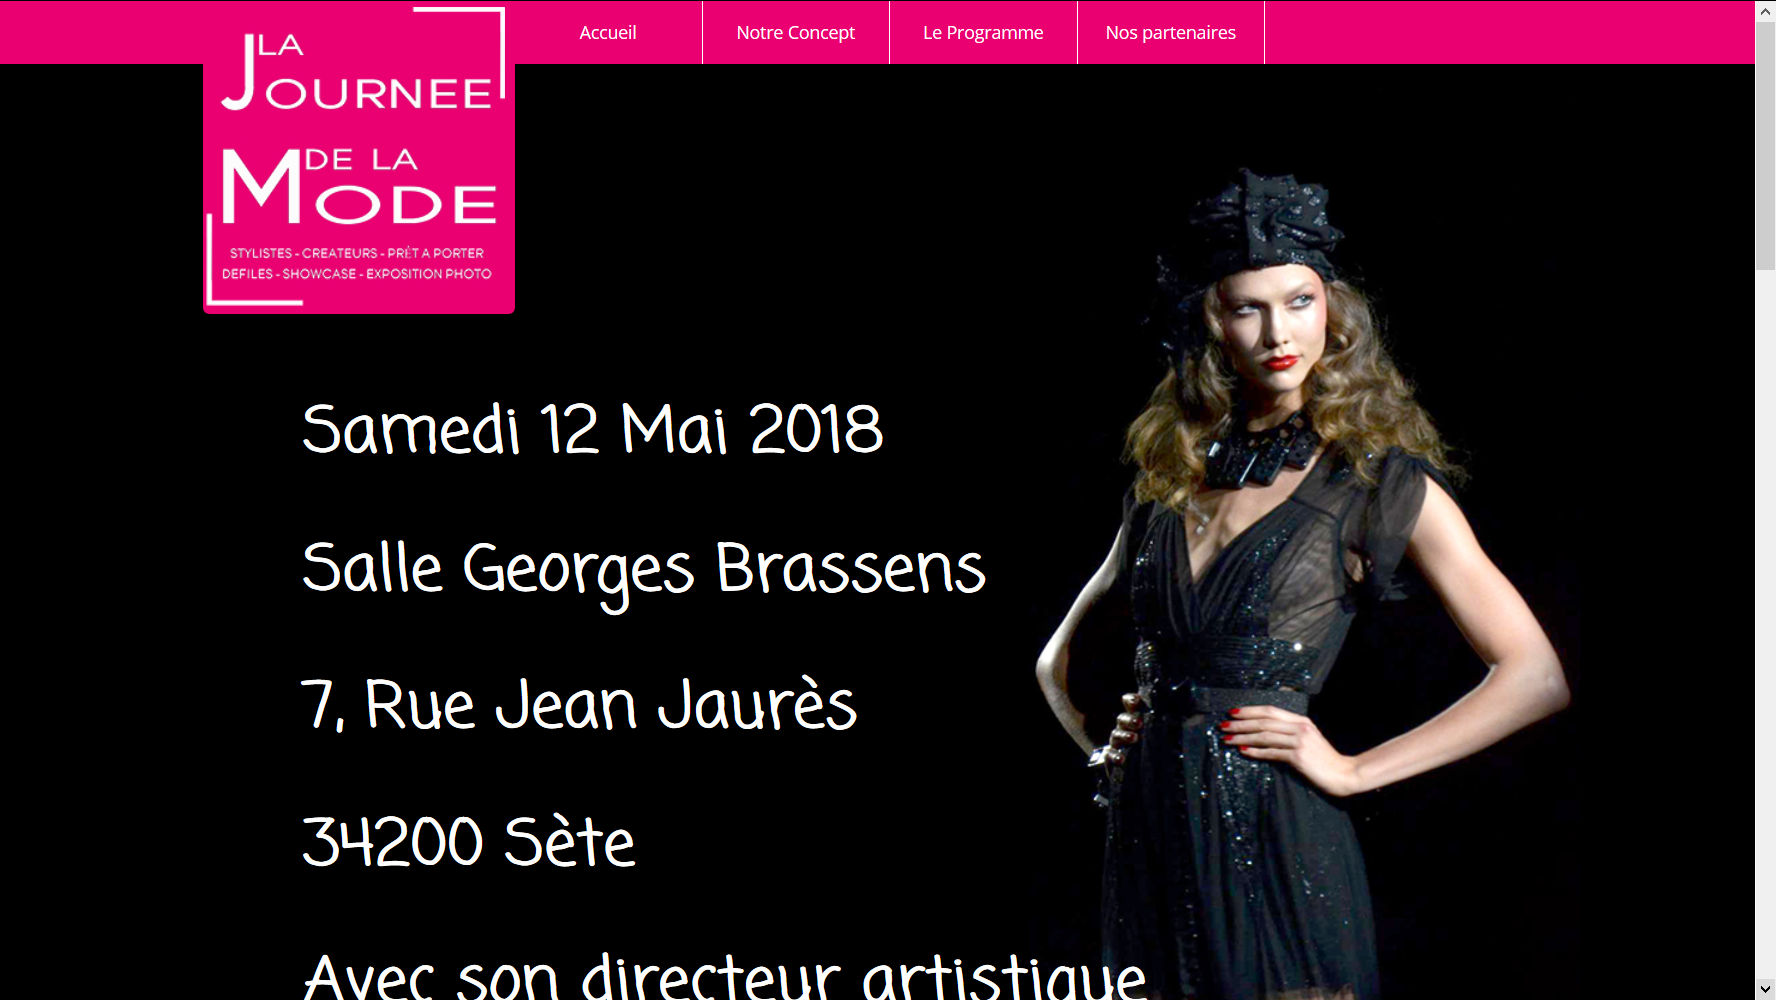 Accueil
Notre Concept
Le Programme
Nos partenaires
LA
JOURNEE
DE LA
MODE
STYLISTES - CREATEURS - PRÊT A PORTER
DEFILES - SHOWCASE - EXPOSITION PHOTO
Samedi 12 Mai 2018
Salle Georges Brassens
7, Rue Jean Jaurès
34200 Sète
Avec son directeur artistique